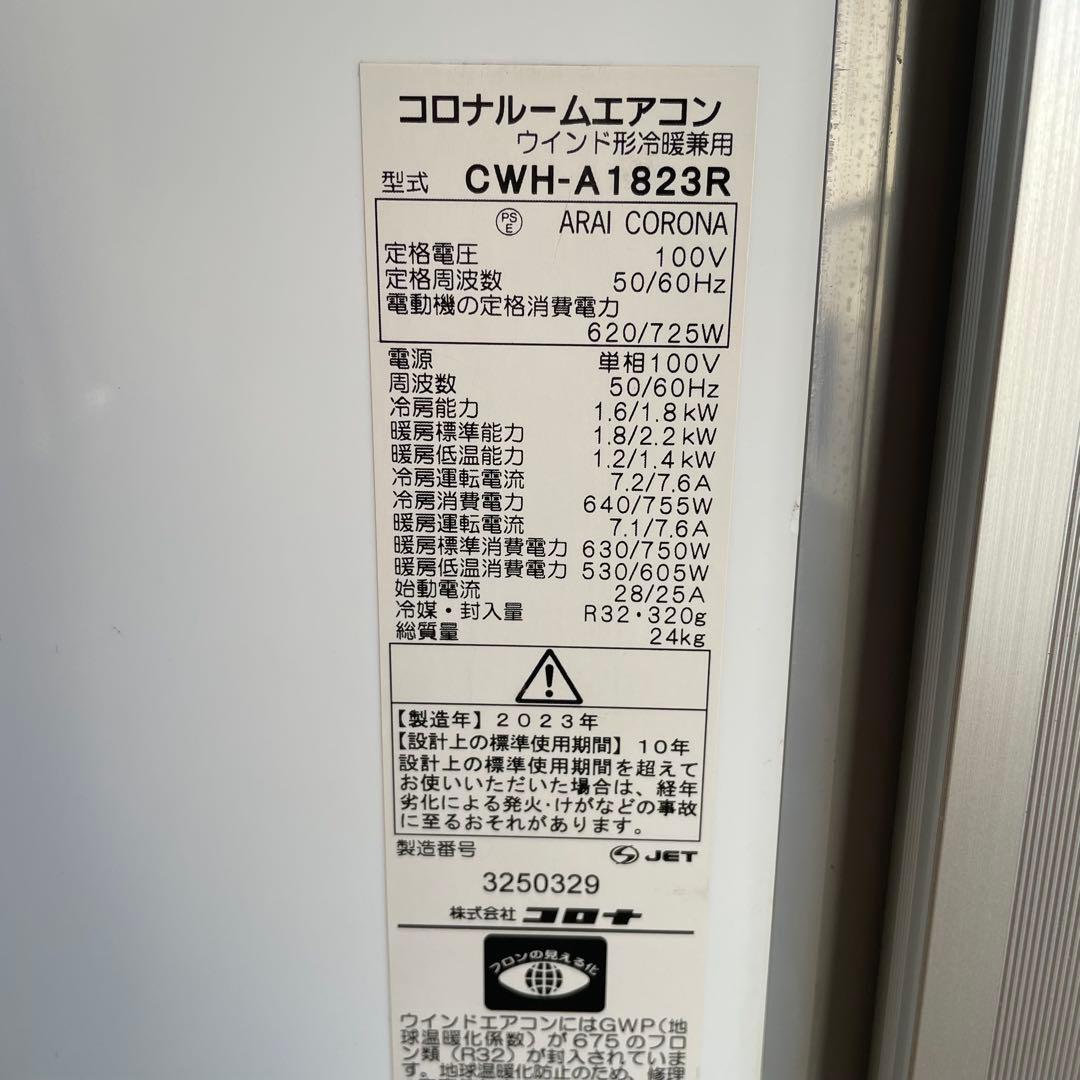 コロナルームエアコン
ウインド形冷暖兼用
型式 CWH-A1823R
PS E ARAI CORONA
定格電圧 100V
定格周波数 50/60Hz
電動機の定格消費電力
620/725W
電源 単相100V
周波数 50/60Hz
冷房能力 1.6/1.8kW
暖房標準能力 1.8/2.2kW
暖房低温能力 1.2/1.4kW
冷房運転電流 7.2/7.6A
冷房消費電力 640/755W
暖房運転電流 7.1/7.6A
暖房標準消費電力 630/750W
暖房低温消費電力 530/605W
始動電流 28/25A
冷媒・封入量 R32・320g
総質量 24kg
【製造年】2023年
【設計上の標準使用期間】10年
設計上の標準使用期間を超えて
お使いいただいた場合は、経年
劣化による発火・けがなどの事故
に至るおそれがあります。
製造番号 JET
3250329
株式会社 コロナ
フロンの見える化
ウインドエアコンにはGWP(地
球温暖化係数)が675のフロ
ン類(R32)が封入されていま
す。地球温暖化防止のため、修理